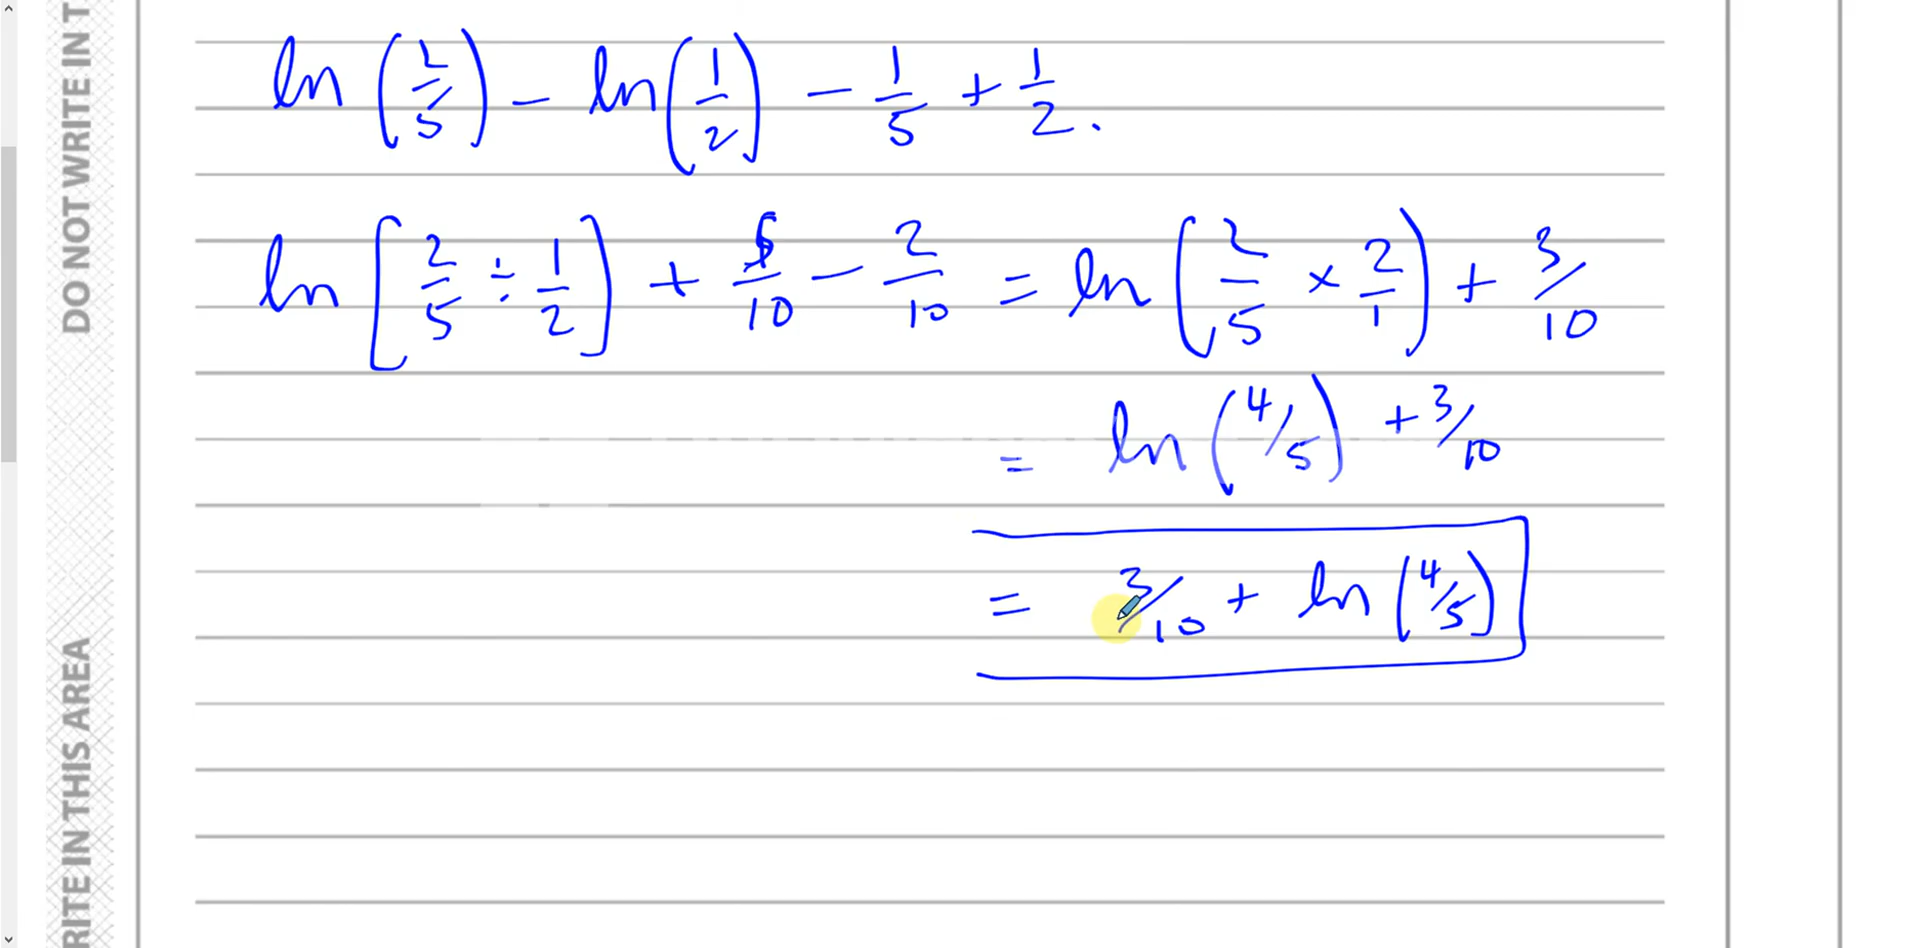 DO NOT WRITE IN T
RITE IN THIS AREA
ln (2/5) - ln (1/2) - 1/5 + 1/2.
ln [2/5 ÷ 1/2] + 5/10 - 2/10 = ln (2/5 × 2/1) + 3/10
= ln (4/5) + 3/10
= 3/10 + ln (4/5)